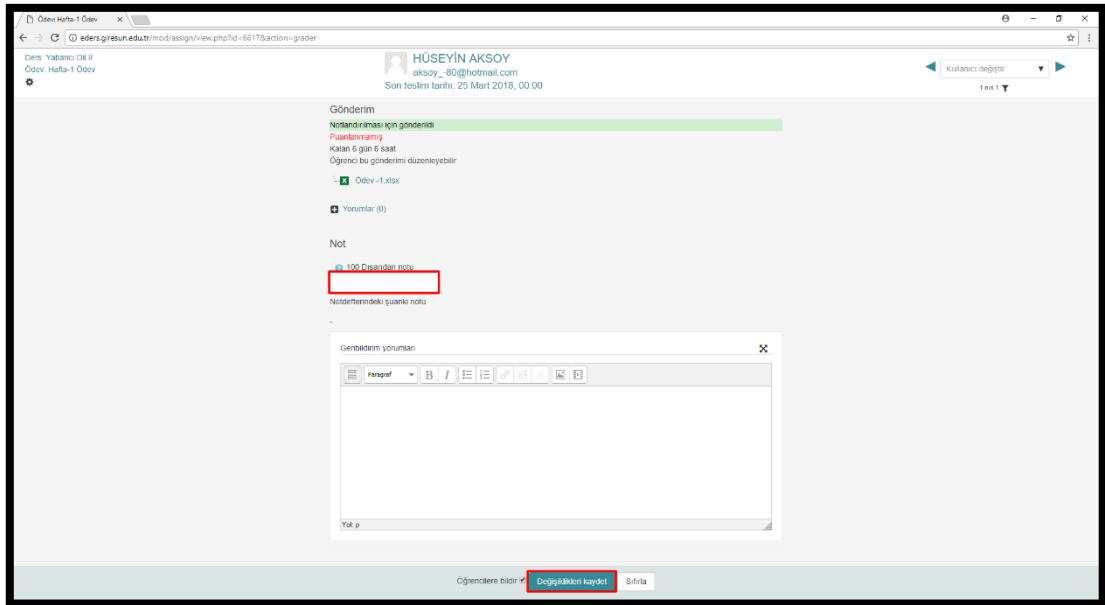 Ödev: Hafta-1 Ödev
eders.giresun.edu.tr/mod/assign/view.php?id=6617&action=grader
Ders: Yabancı Dil II
Ödev: Hafta-1 Ödev
HÜSEYİN AKSOY
aksoy_-80@hotmail.com
Son teslim tarihi: 25 Mart 2018, 00:00
Kullanıcı değiştir
1 nın 1
Gönderim
Notlandırılması için gönderildi
Puanlanmamış
Kalan 6 gün 8 saat
Öğrenci bu gönderimi düzenleyebilir
Ödev -1.xlsx
Yorumlar (0)
Not
100 Dışarıdan notu
Notdefterindeki şuanki notu
-
Geribildirim yorumları
Paragraf
B I
Yol: p
Öğrencilere bildir
Değişiklikleri kaydet
Sıfırla